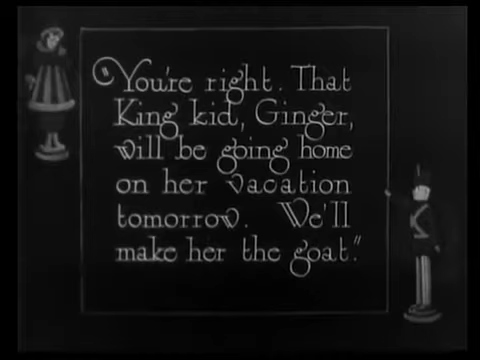 "You're right. That
King kid, Ginger,
will be going home
on her vacation
tomorrow. We'll
make her the goat."